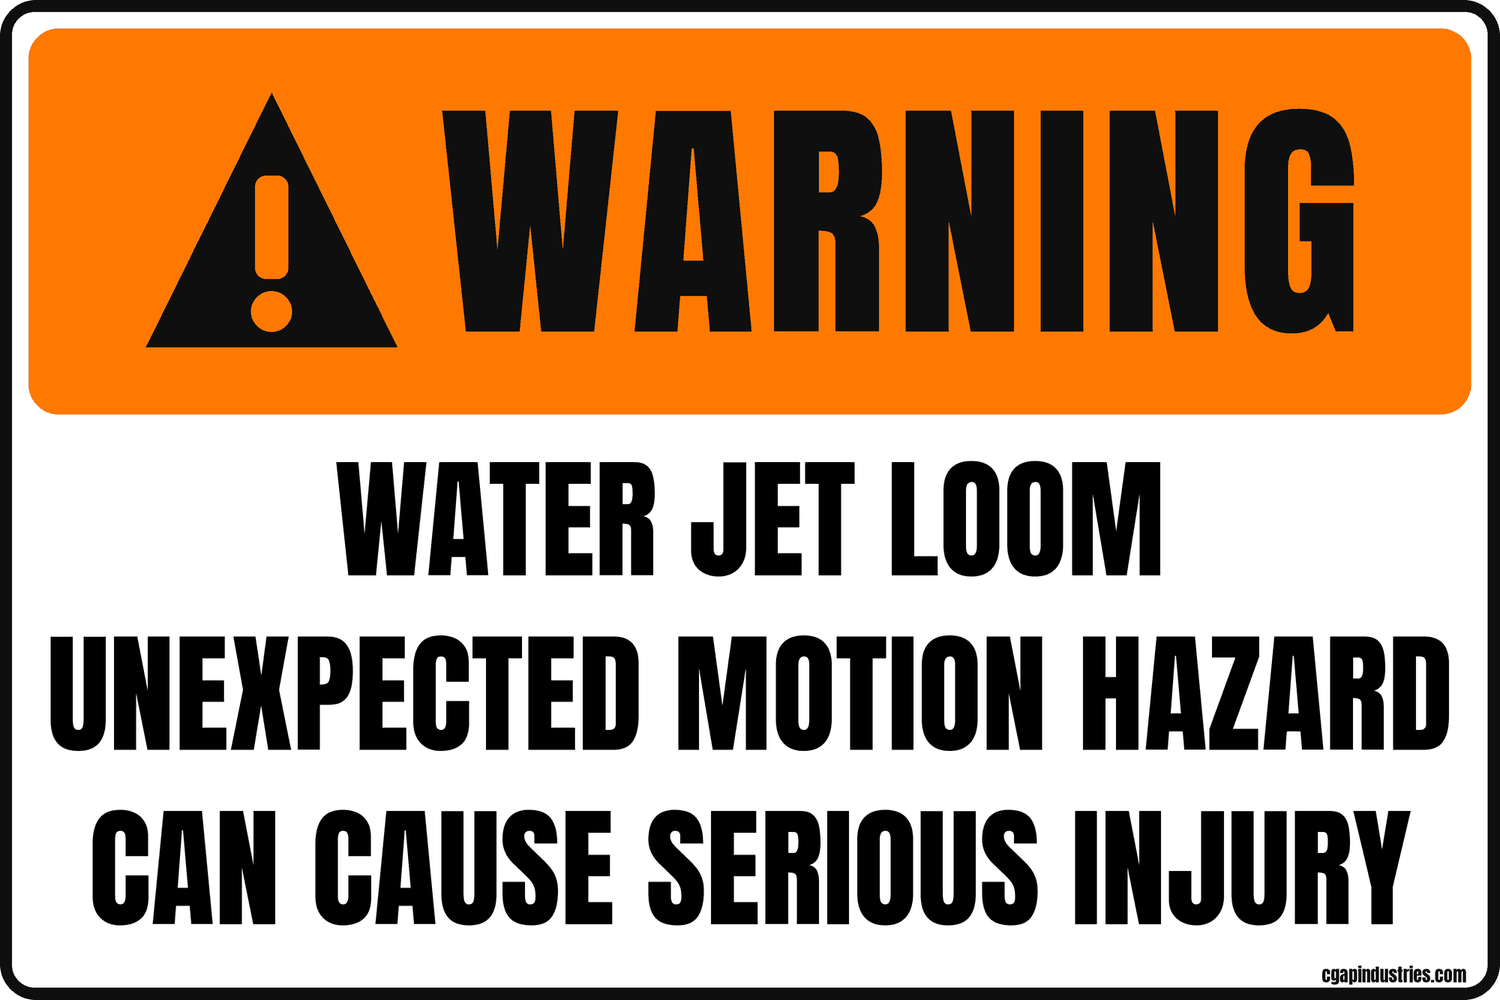 WARNING
WATER JET LOOM
UNEXPECTED MOTION HAZARD
CAN CAUSE SERIOUS INJURY
cgapindustries.com